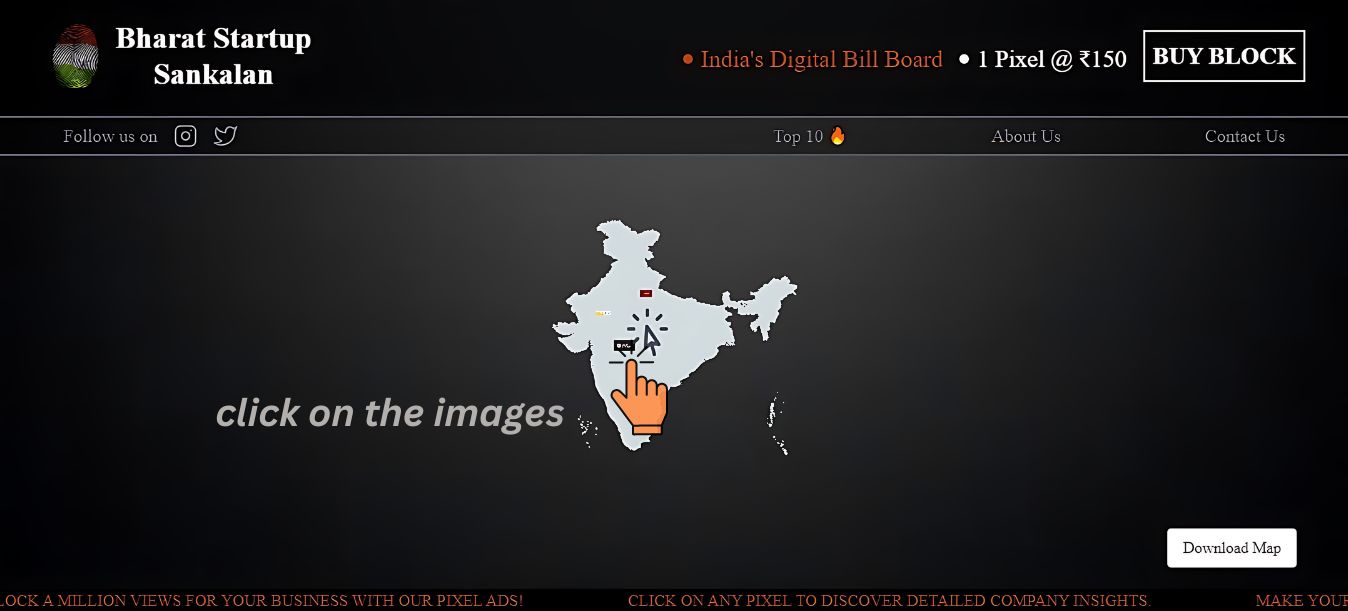 Bharat Startup
Sankalan
India's Digital Bill Board
1 Pixel @ ₹150
BUY BLOCK
Follow us on
Top 10 🔥
About Us
Contact Us
click on the images
Download Map
LOCK A MILLION VIEWS FOR YOUR BUSINESS WITH OUR PIXEL ADS!
CLICK ON ANY PIXEL TO DISCOVER DETAILED COMPANY INSIGHTS.
MAKE YOUR